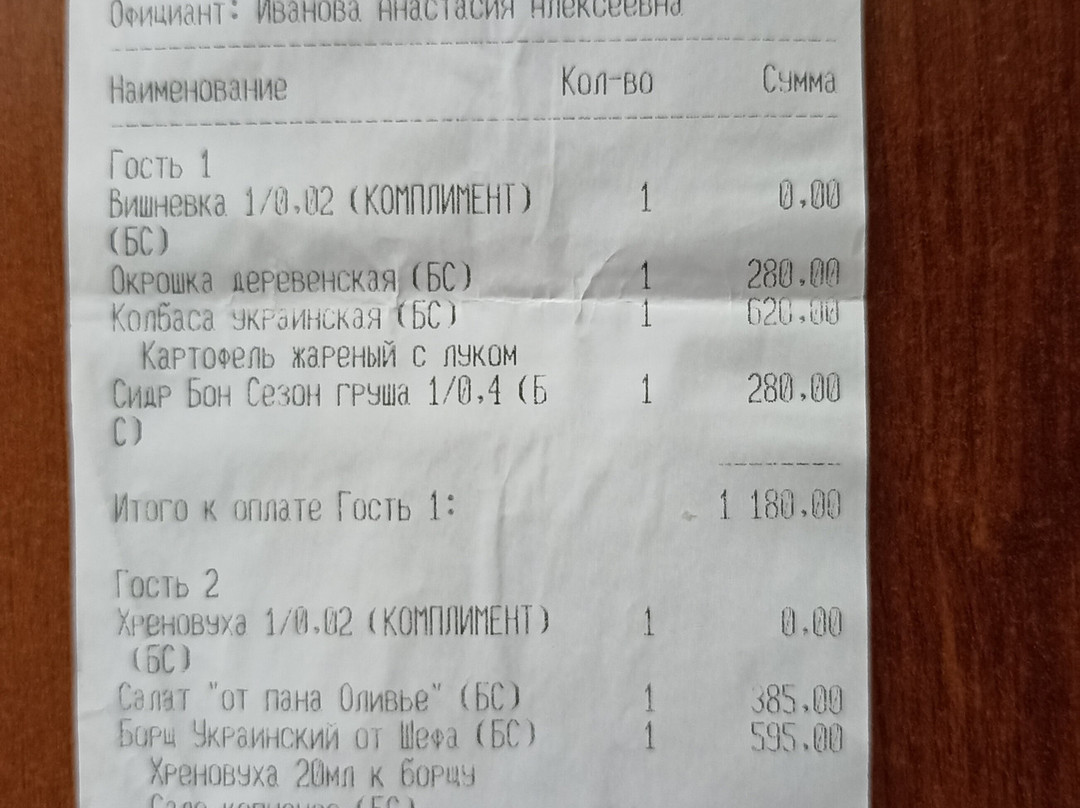 Официант: Иванова Анастасия Алексеевна
Наименование Кол-во Сумма
Гость 1
Вишневка 1/0,02 (КОМПЛИМЕНТ) 1 0,00
(БС)
Окрошка деревенская (БС) 1 280,00
Колбаса украинская (БС) 1 620,00
Картофель жареный с луком
Сидр Бон Сезон груша 1/0,4 (Б 1 280,00
С)
Итого к оплате Гость 1: 1 180,00
Гость 2
Хреновуха 1/0,02 (КОМПЛИМЕНТ) 1 0,00
(БС)
Салат "от пана Оливье" (БС) 1 385,00
Борщ Украинский от Шефа (БС) 1 595,00
Хреновуха 20мл к борщу
Сало копченое (БС)